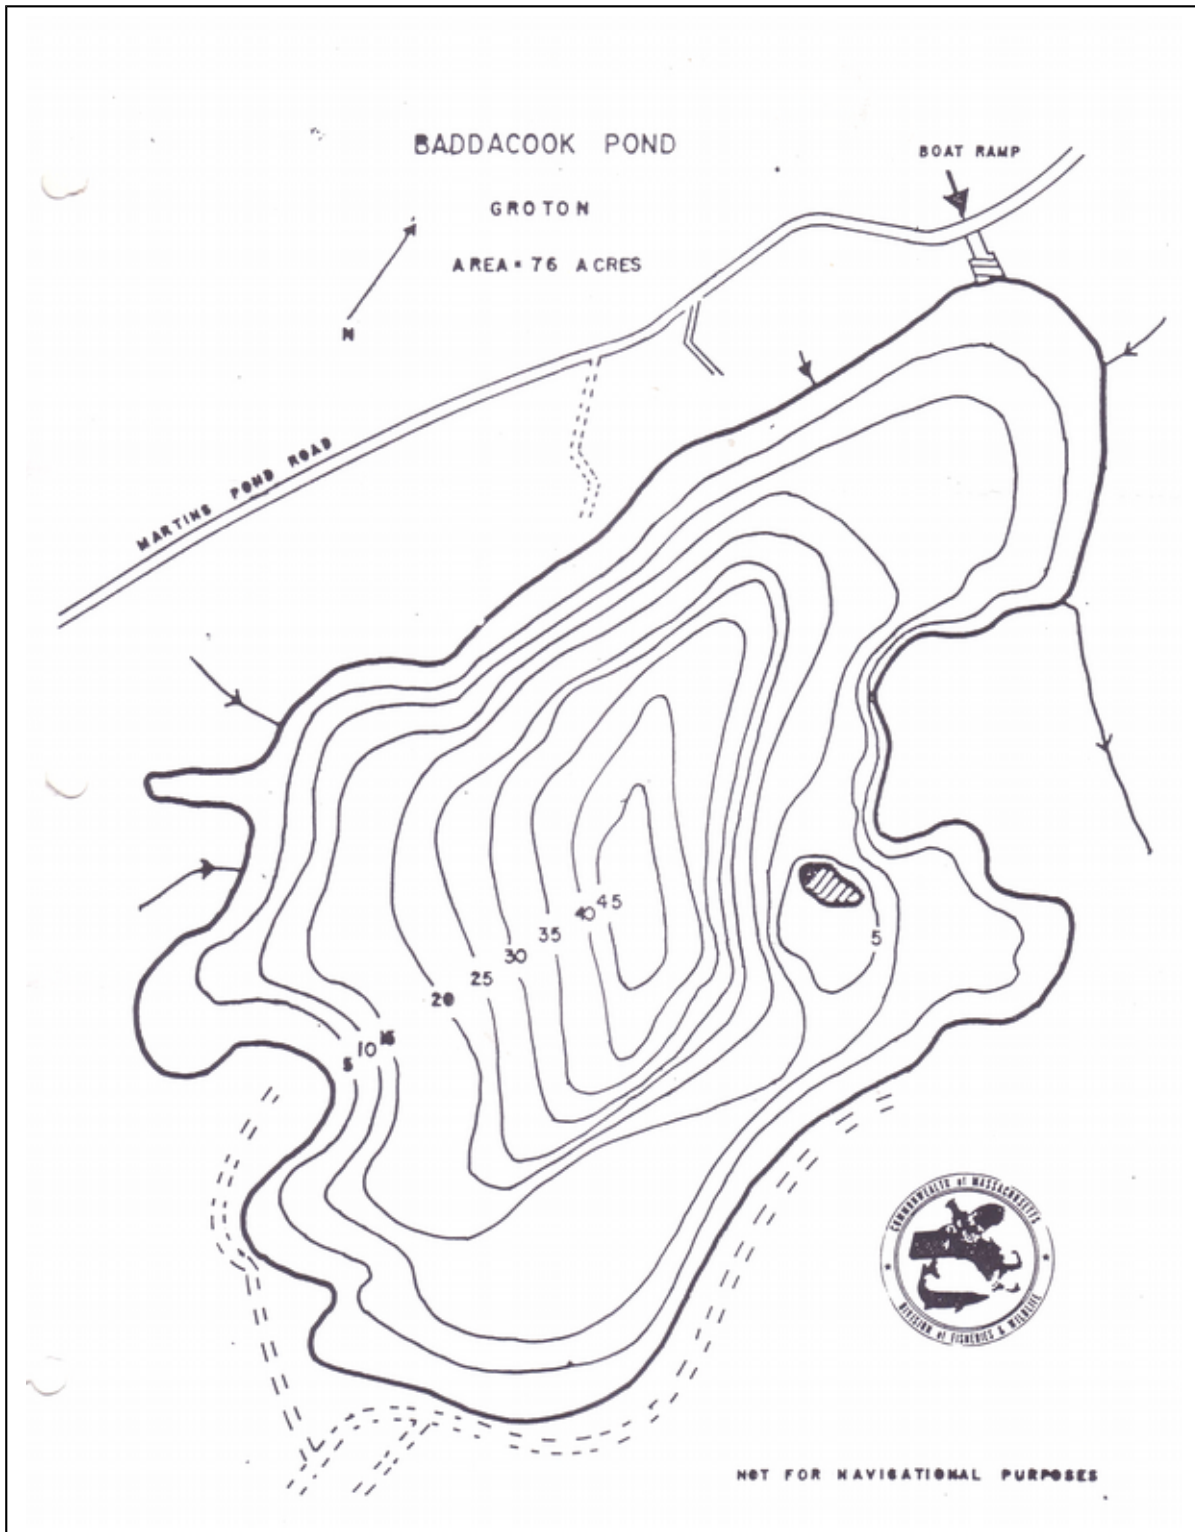 BADDACOOK POND
BOAT RAMP
GROTON
AREA = 76 ACRES
N
MARTINS POND ROAD
45
40
35
5
30
25
20
15
10
5
COMMONWEALTH of MASSACHUSETTS
DIVISION of FISHERIES & WILDLIFE
NOT FOR NAVIGATIONAL PURPOSES